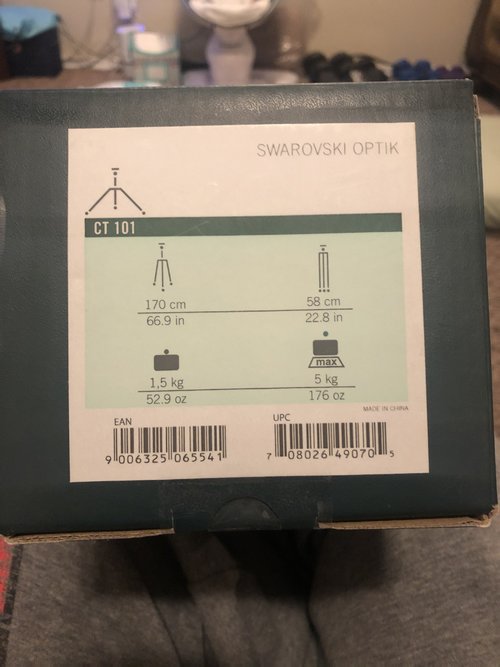 SWAROVSKI OPTIK
CT 101
170 cm 58 cm
66.9 in 22.8 in
max
1,5 kg 5 kg
52.9 oz 176 oz
MADE IN CHINA
EAN UPC
9 006325 065541 7 08026 49070 5